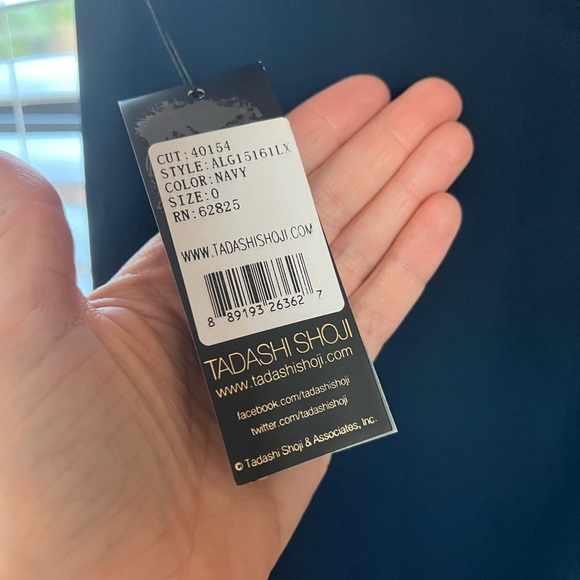 CUT:40154
STYLE:ALG15161LX
COLOR:NAVY
SIZE:0
RN:62825
WWW.TADASHISHOJI.COM
8 89193 26362 7
TADASHI SHOJI
www.tadashishoji.com
facebook.com/tadashishoji
twitter.com/tadashishoji
© Tadashi Shoji & Associates, Inc.